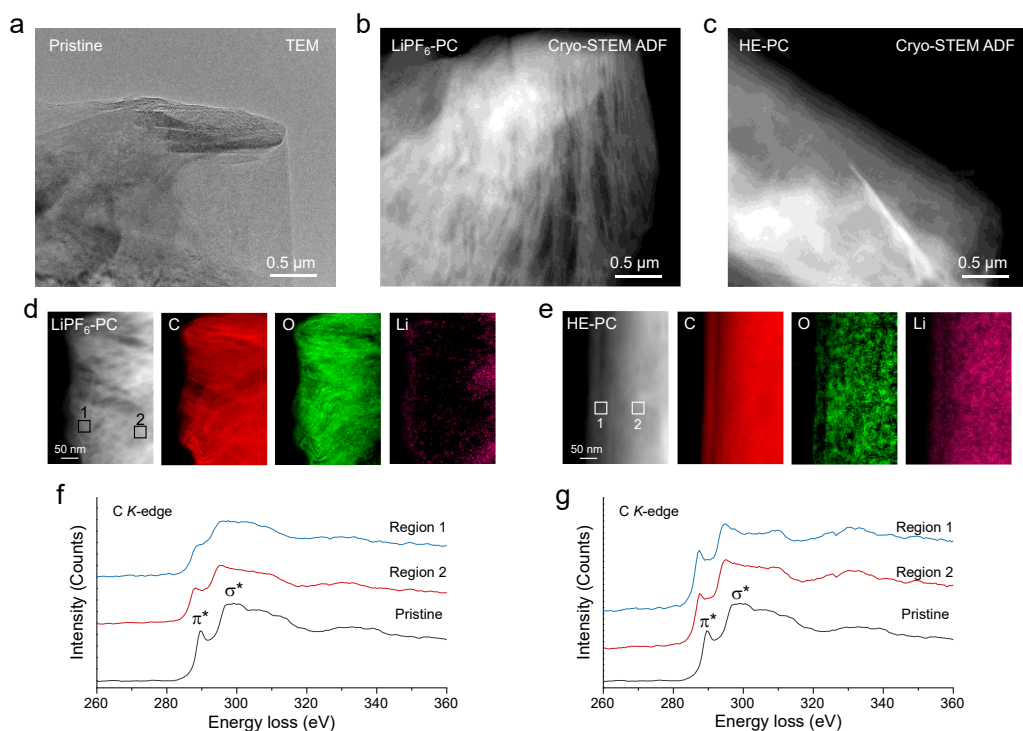 a
Pristine
TEM
0.5 µm
b
LiPF₆-PC
Cryo-STEM ADF
0.5 µm
c
HE-PC
Cryo-STEM ADF
0.5 µm
d
LiPF₆-PC
1
2
50 nm
C
O
Li
e
HE-PC
1
2
50 nm
C
O
Li
f
C K-edge
Region 1
Region 2
Pristine
π*
σ*
Intensity (Counts)
260 280 300 320 340 360
Energy loss (eV)
g
C K-edge
Region 1
Region 2
Pristine
π*
σ*
Intensity (Counts)
260 280 300 320 340 360
Energy loss (eV)